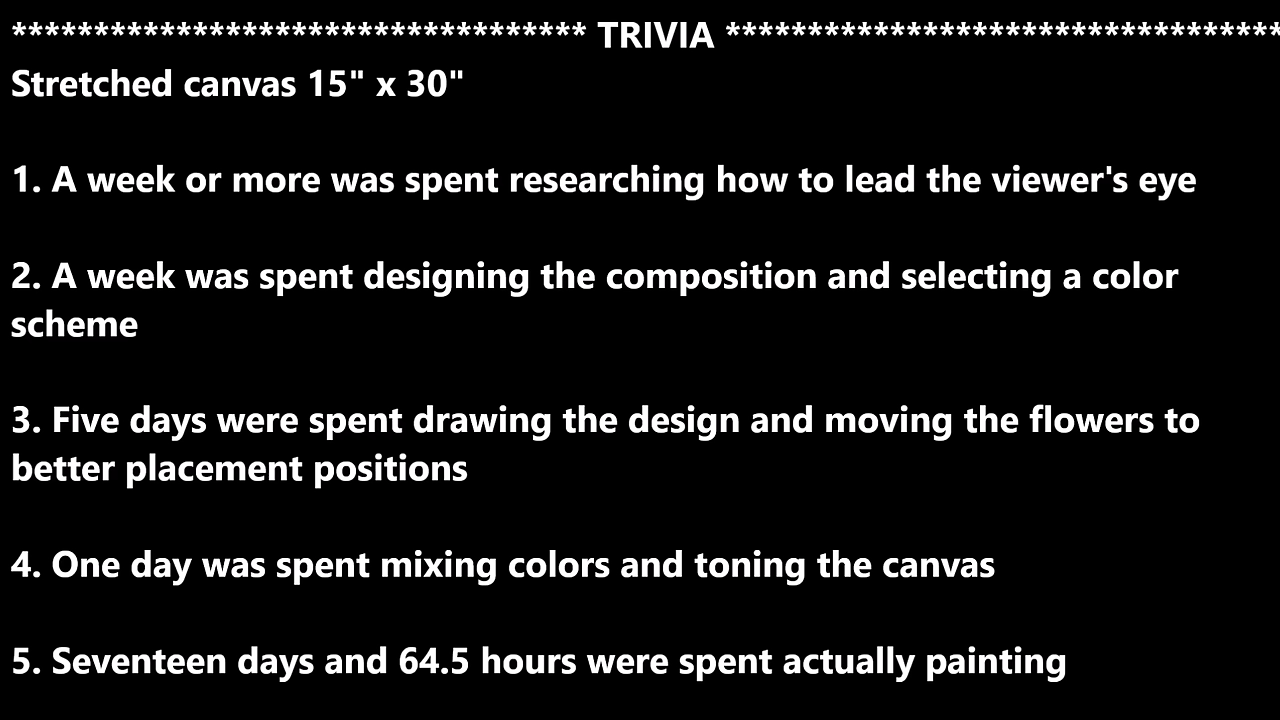 *********************************** TRIVIA **********************************
Stretched canvas 15" x 30"
1. A week or more was spent researching how to lead the viewer's eye
2. A week was spent designing the composition and selecting a color
scheme
3. Five days were spent drawing the design and moving the flowers to
better placement positions
4. One day was spent mixing colors and toning the canvas
5. Seventeen days and 64.5 hours were spent actually painting